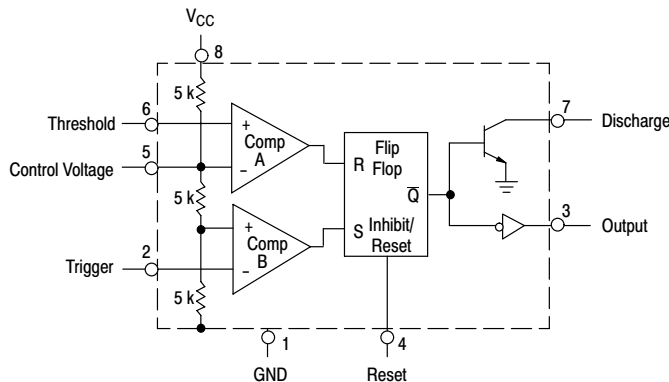 VCC
8
5 k
6
Threshold
+
Comp
A
−
5
Control Voltage
5 k
+
Comp
B
−
2
Trigger
5 k
R
Flip
Flop
Q̅
S
Inhibit/
Reset
7
Discharge
3
Output
1
GND
4
Reset